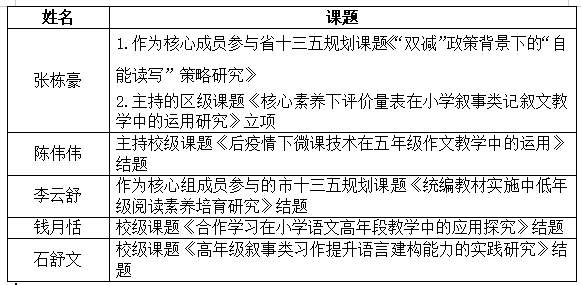 姓名 课题
张栋豪
1.作为核心成员参与省十三五规划课题《“双减”政策背景下的“自
能读写”策略研究》
2.主持的区级课题《核心素养下评价量表在小学叙事类记叙文教
学中的运用研究》立项
陈伟伟
主持校级课题《后疫情下微课技术在五年级作文教学中的运用》
结题
李云舒
作为核心组成员参与的市十三五规划课题《统编教材实施中低年
级阅读素养培育研究》结题
钱月恬 校级课题《合作学习在小学语文高年段教学中的应用探究》结题
石舒文
校级课题《高年级叙事类习作提升语言建构能力的实践研究》结
题